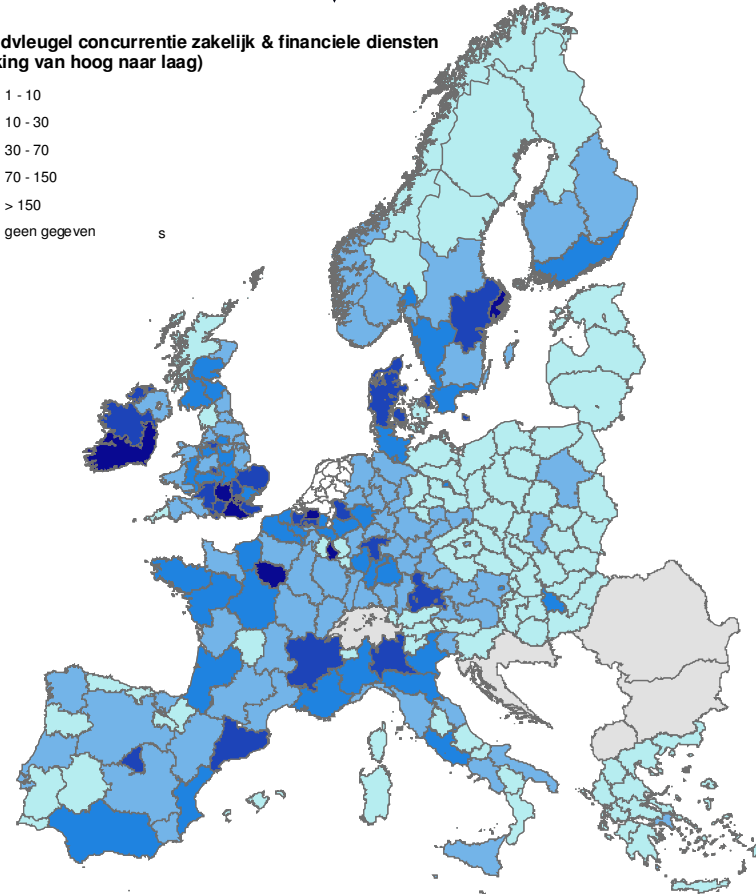 dvleugel concurrentie zakelijk & financiele diensten
king van hoog naar laag)
1 - 10
10 - 30
30 - 70
70 - 150
> 150
geen gegeven
s